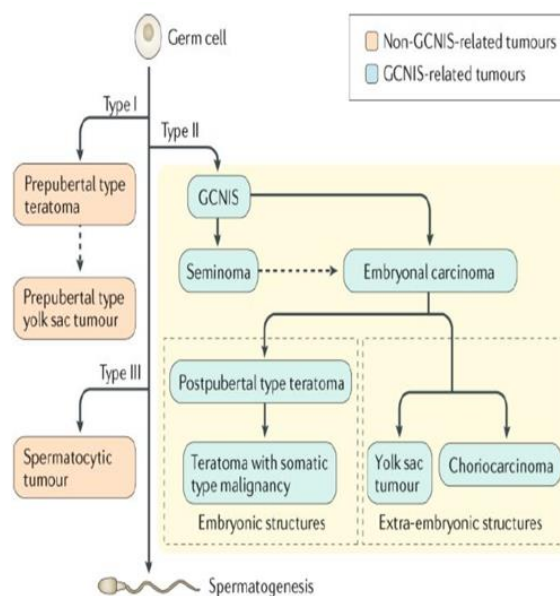 Germ cell
Non-GCNIS-related tumours
GCNIS-related tumours
Type I
Type II
Prepubertal type
teratoma
GCNIS
Seminoma
Embryonal carcinoma
Prepubertal type
yolk sac tumour
Type III
Postpubertal type teratoma
Spermatocytic
tumour
Teratoma with somatic
type malignancy
Yolk sac
tumour
Choriocarcinoma
Embryonic structures
Extra-embryonic structures
Spermatogenesis